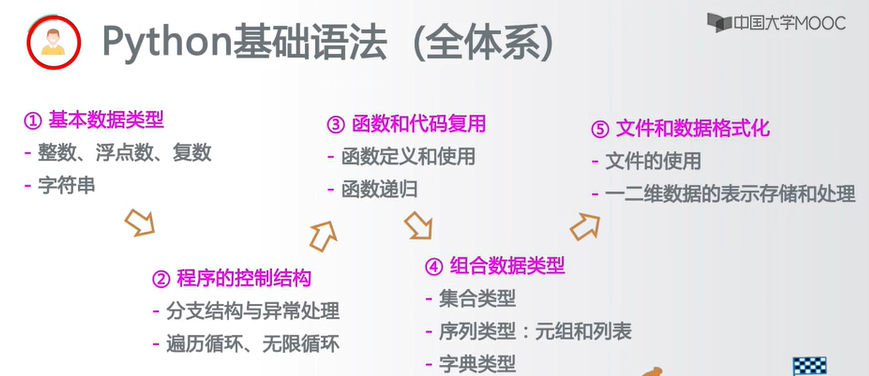 Python基础语法 (全体系)
中国大学MOOC
① 基本数据类型
- 整数、浮点数、复数
- 字符串
② 程序的控制结构
- 分支结构与异常处理
- 遍历循环、无限循环
③ 函数和代码复用
- 函数定义和使用
- 函数递归
④ 组合数据类型
- 集合类型
- 序列类型：元组和列表
- 字典类型
⑤ 文件和数据格式化
- 文件的使用
- 一二维数据的表示存储和处理